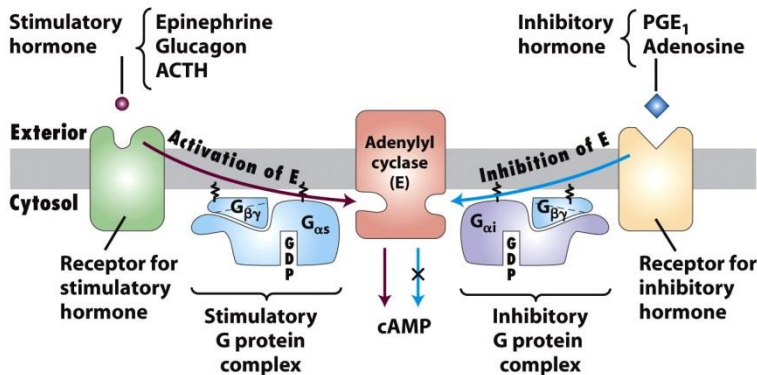 Stimulatory
hormone
Epinephrine
Glucagon
ACTH
Inhibitory
hormone
PGE₁
Adenosine
Exterior
Cytosol
Activation of E
Adenylyl
cyclase
(E)
Inhibition of E
Gβγ
Gαs
GDP
Gαi
Gβγ
GDP
Receptor for
stimulatory
hormone
Stimulatory
G protein
complex
cAMP
Inhibitory
G protein
complex
Receptor for
inhibitory
hormone